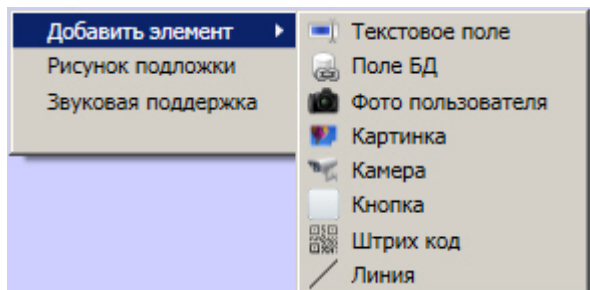 Добавить элемент
Рисунок подложки
Звуковая поддержка
Текстовое поле
Поле БД
Фото пользователя
Картинка
Камера
Кнопка
Штрих код
Линия